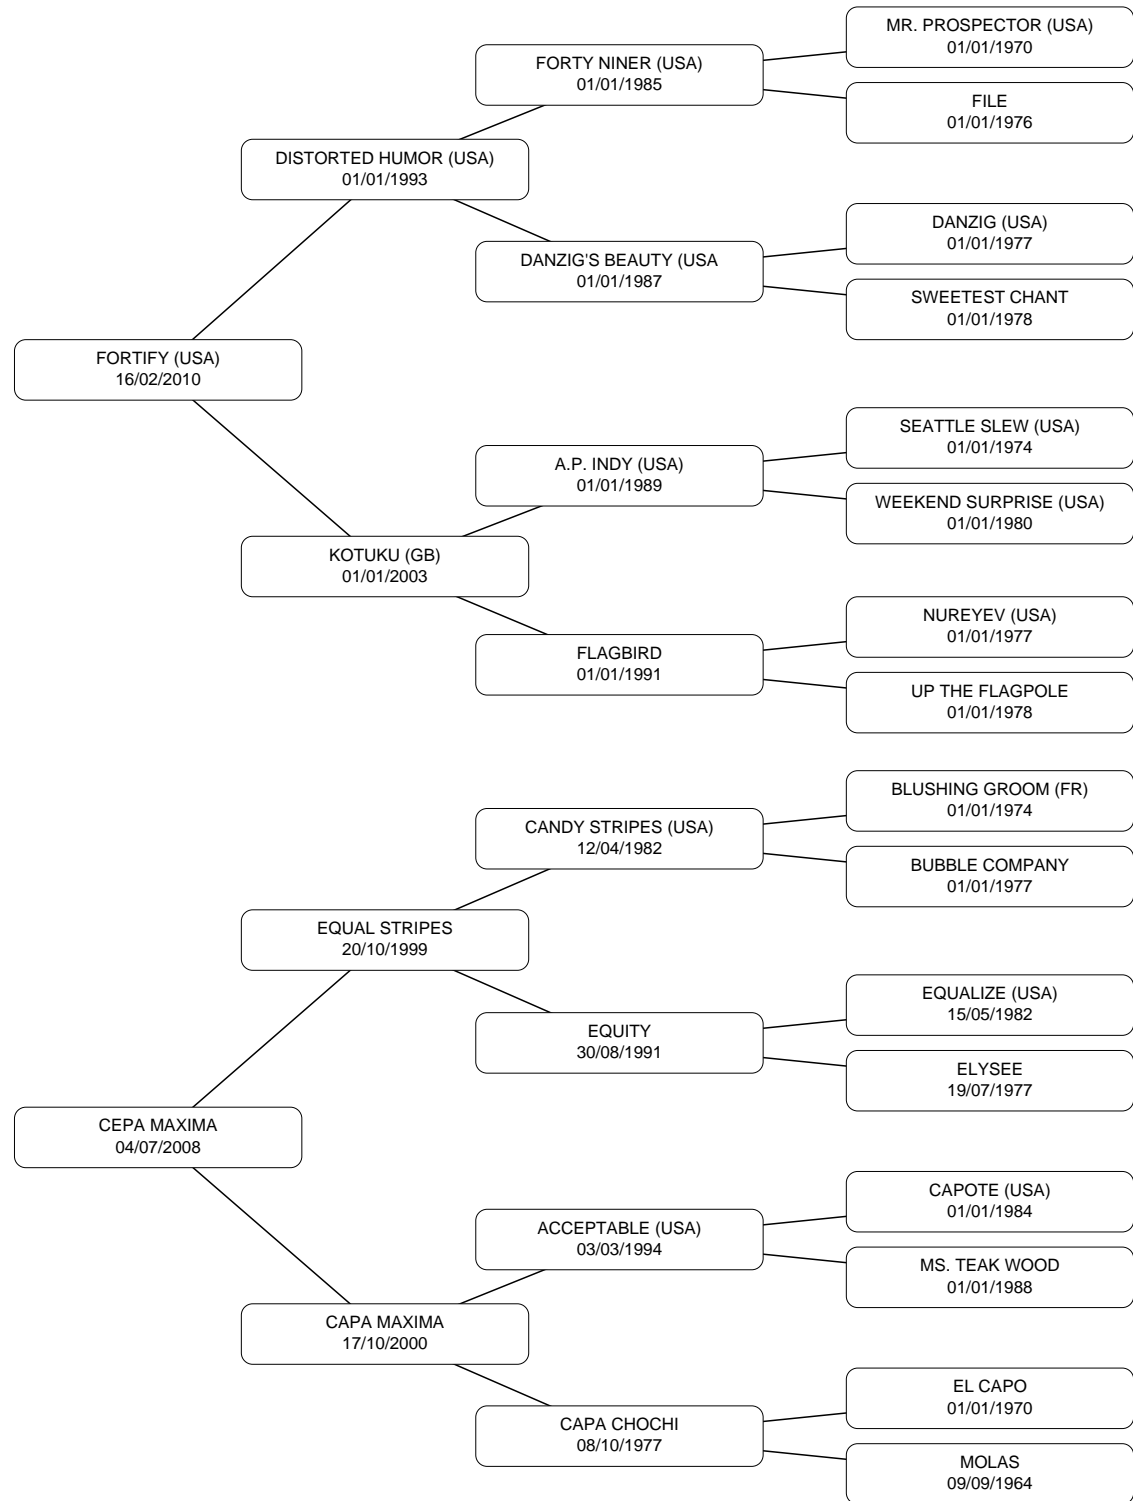 MR. PROSPECTOR (USA)
01/01/1970
FORTY NINER (USA)
01/01/1985
FILE
01/01/1976
DISTORTED HUMOR (USA)
01/01/1993
DANZIG (USA)
01/01/1977
DANZIG'S BEAUTY (USA
01/01/1987
SWEETEST CHANT
01/01/1978
FORTIFY (USA)
16/02/2010
SEATTLE SLEW (USA)
01/01/1974
A.P. INDY (USA)
01/01/1989
WEEKEND SURPRISE (USA)
01/01/1980
KOTUKU (GB)
01/01/2003
NUREYEV (USA)
01/01/1977
FLAGBIRD
01/01/1991
UP THE FLAGPOLE
01/01/1978
BLUSHING GROOM (FR)
01/01/1974
CANDY STRIPES (USA)
12/04/1982
BUBBLE COMPANY
01/01/1977
EQUAL STRIPES
20/10/1999
EQUALIZE (USA)
15/05/1982
EQUITY
30/08/1991
ELYSEE
19/07/1977
CEPA MAXIMA
04/07/2008
CAPOTE (USA)
01/01/1984
ACCEPTABLE (USA)
03/03/1994
MS. TEAK WOOD
01/01/1988
CAPA MAXIMA
17/10/2000
EL CAPO
01/01/1970
CAPA CHOCHI
08/10/1977
MOLAS
09/09/1964